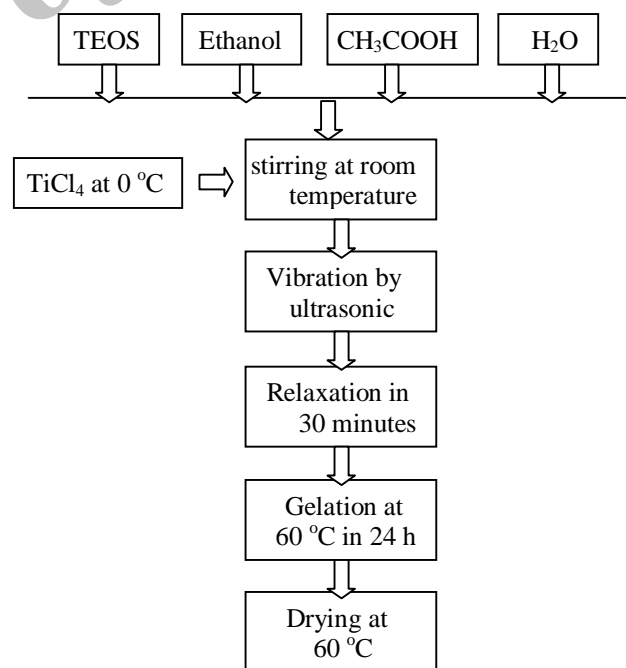 TEOS
Ethanol
CH₃COOH
H₂O
TiCl₄ at 0 °C
stirring at room
temperature
Vibration by
ultrasonic
Relaxation in
30 minutes
Gelation at
60 °C in 24 h
Drying at
60 °C